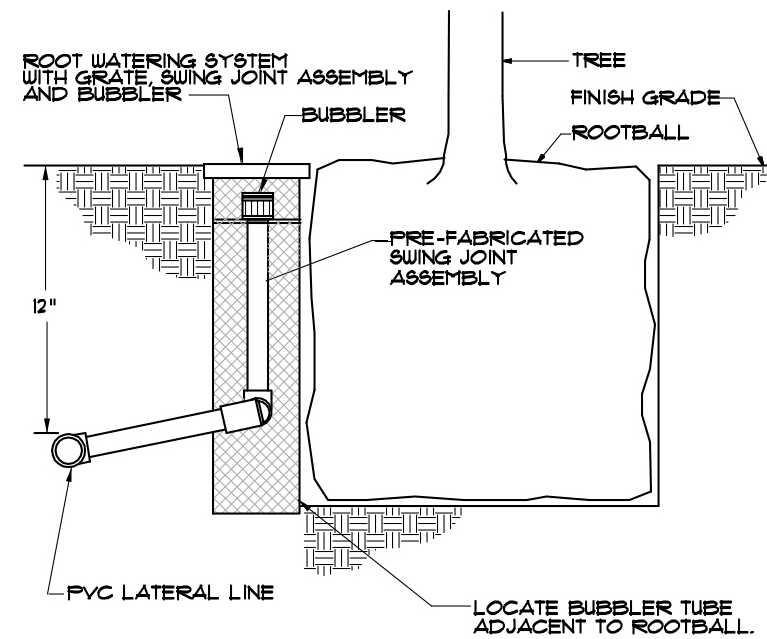 ROOT WATERING SYSTEM
WITH GRATE, SWING JOINT ASSEMBLY
AND BUBBLER
BUBBLER
TREE
FINISH GRADE
ROOTBALL
PRE-FABRICATED
SWING JOINT
ASSEMBLY
12"
PVC LATERAL LINE
LOCATE BUBBLER TUBE
ADJACENT TO ROOTBALL.